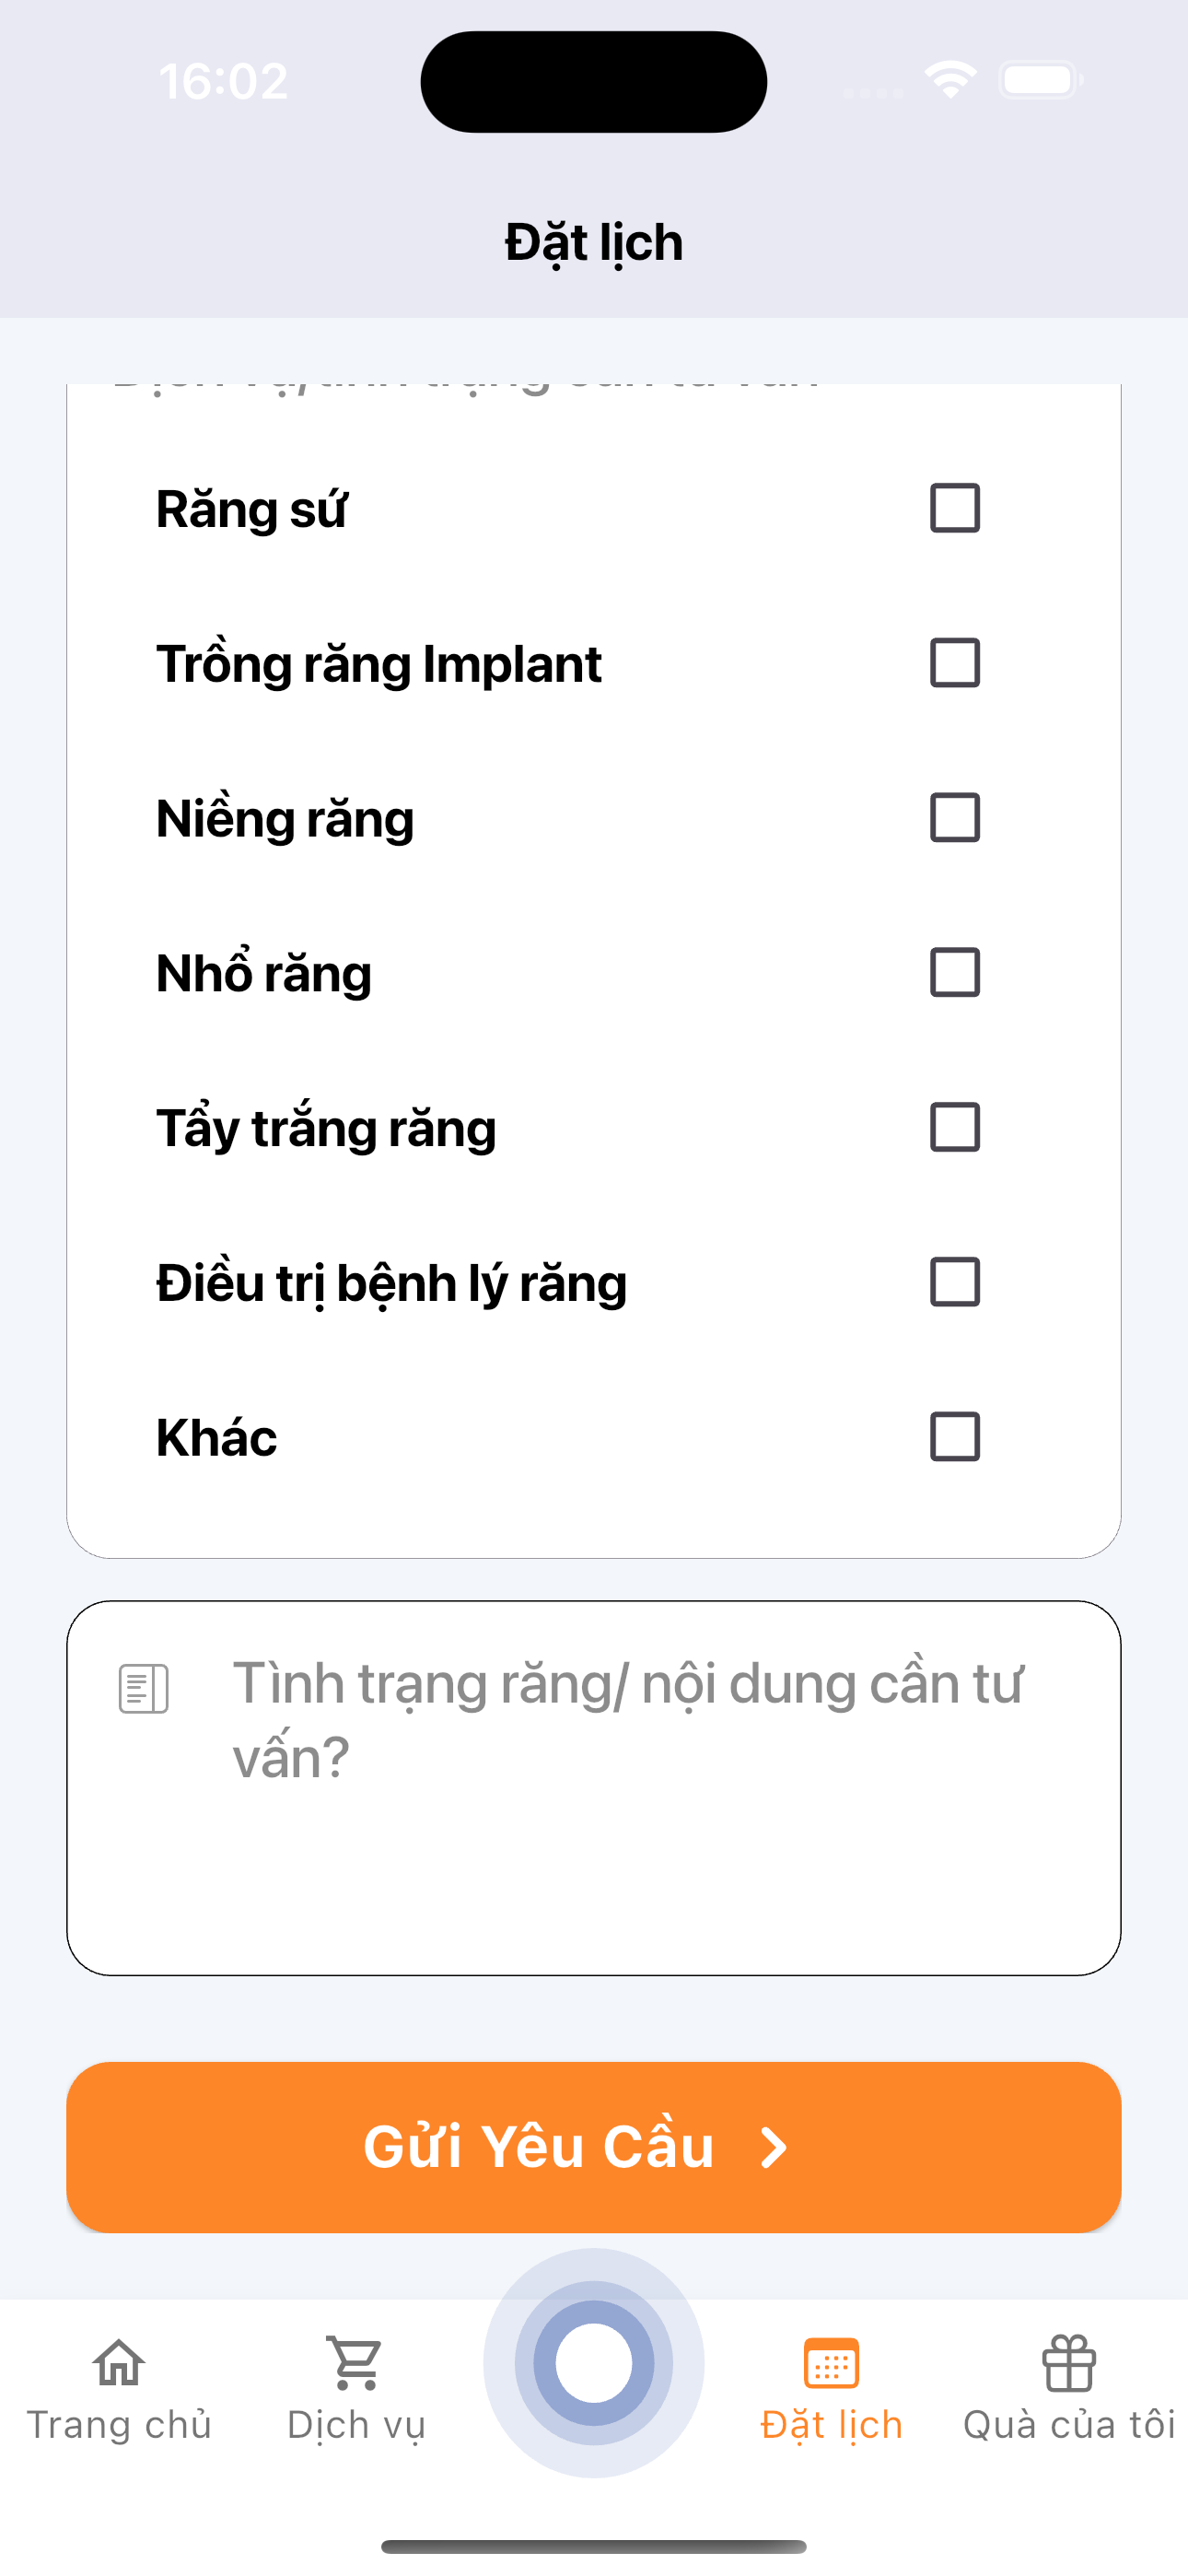 16:02
Đặt lịch
Răng sứ
Trồng răng Implant
Niềng răng
Nhổ răng
Tẩy trắng răng
Điều trị bệnh lý răng
Khác
Tình trạng răng/ nội dung cần tư
vấn?
Gửi Yêu Cầu
Trang chủ
Dịch vụ
Đặt lịch
Quà của tôi